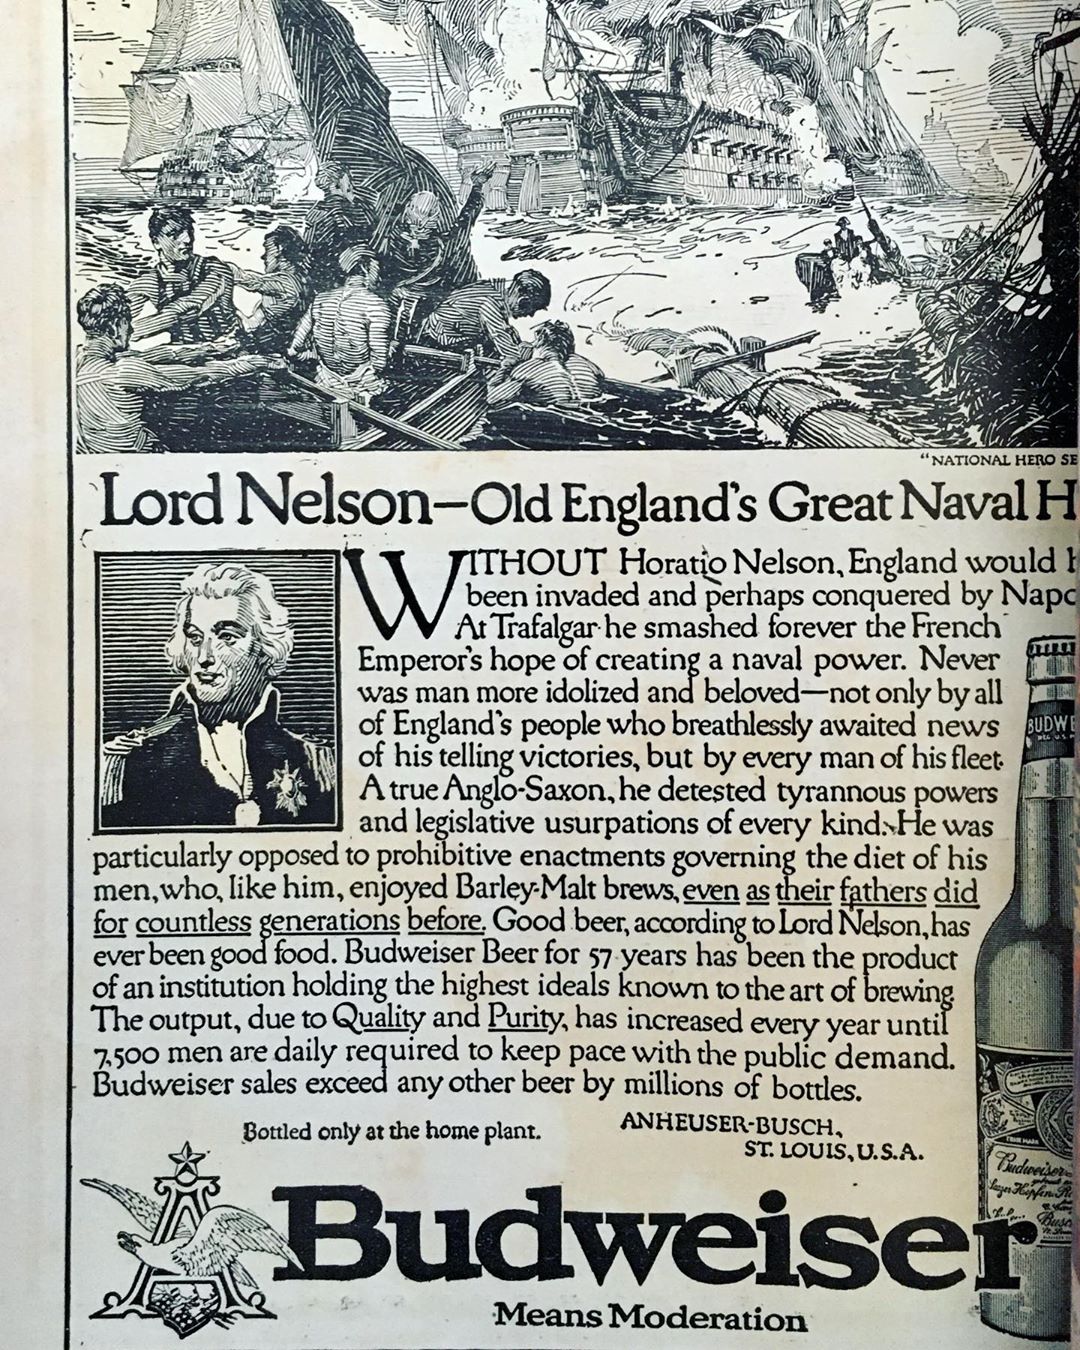 "NATIONAL HERO SE
Lord Nelson—Old England's Great Naval H
WITHOUT Horatio Nelson, England would h
been invaded and perhaps conquered by Napo
At Trafalgar he smashed forever the French
Emperor's hope of creating a naval power. Never
was man more idolized and beloved—not only by all
of England's people who breathlessly awaited news
of his telling victories, but by every man of his fleet.
A true Anglo-Saxon, he detested tyrannous powers
and legislative usurpations of every kind. He was
particularly opposed to prohibitive enactments governing the diet of his
men, who, like him, enjoyed Barley-Malt brews, even as their fathers did
for countless generations before. Good beer, according to Lord Nelson, has
ever been good food. Budweiser Beer for 57 years has been the product
of an institution holding the highest ideals known to the art of brewing
The output, due to Quality and Purity, has increased every year until
7,500 men are daily required to keep pace with the public demand.
Budweiser sales exceed any other beer by millions of bottles.
Bottled only at the home plant.
ANHEUSER-BUSCH,
ST. LOUIS, U.S.A.
BUDWE
TRADE MARK
Budweiser
Lager
Busc
Budweiser
Means Moderation